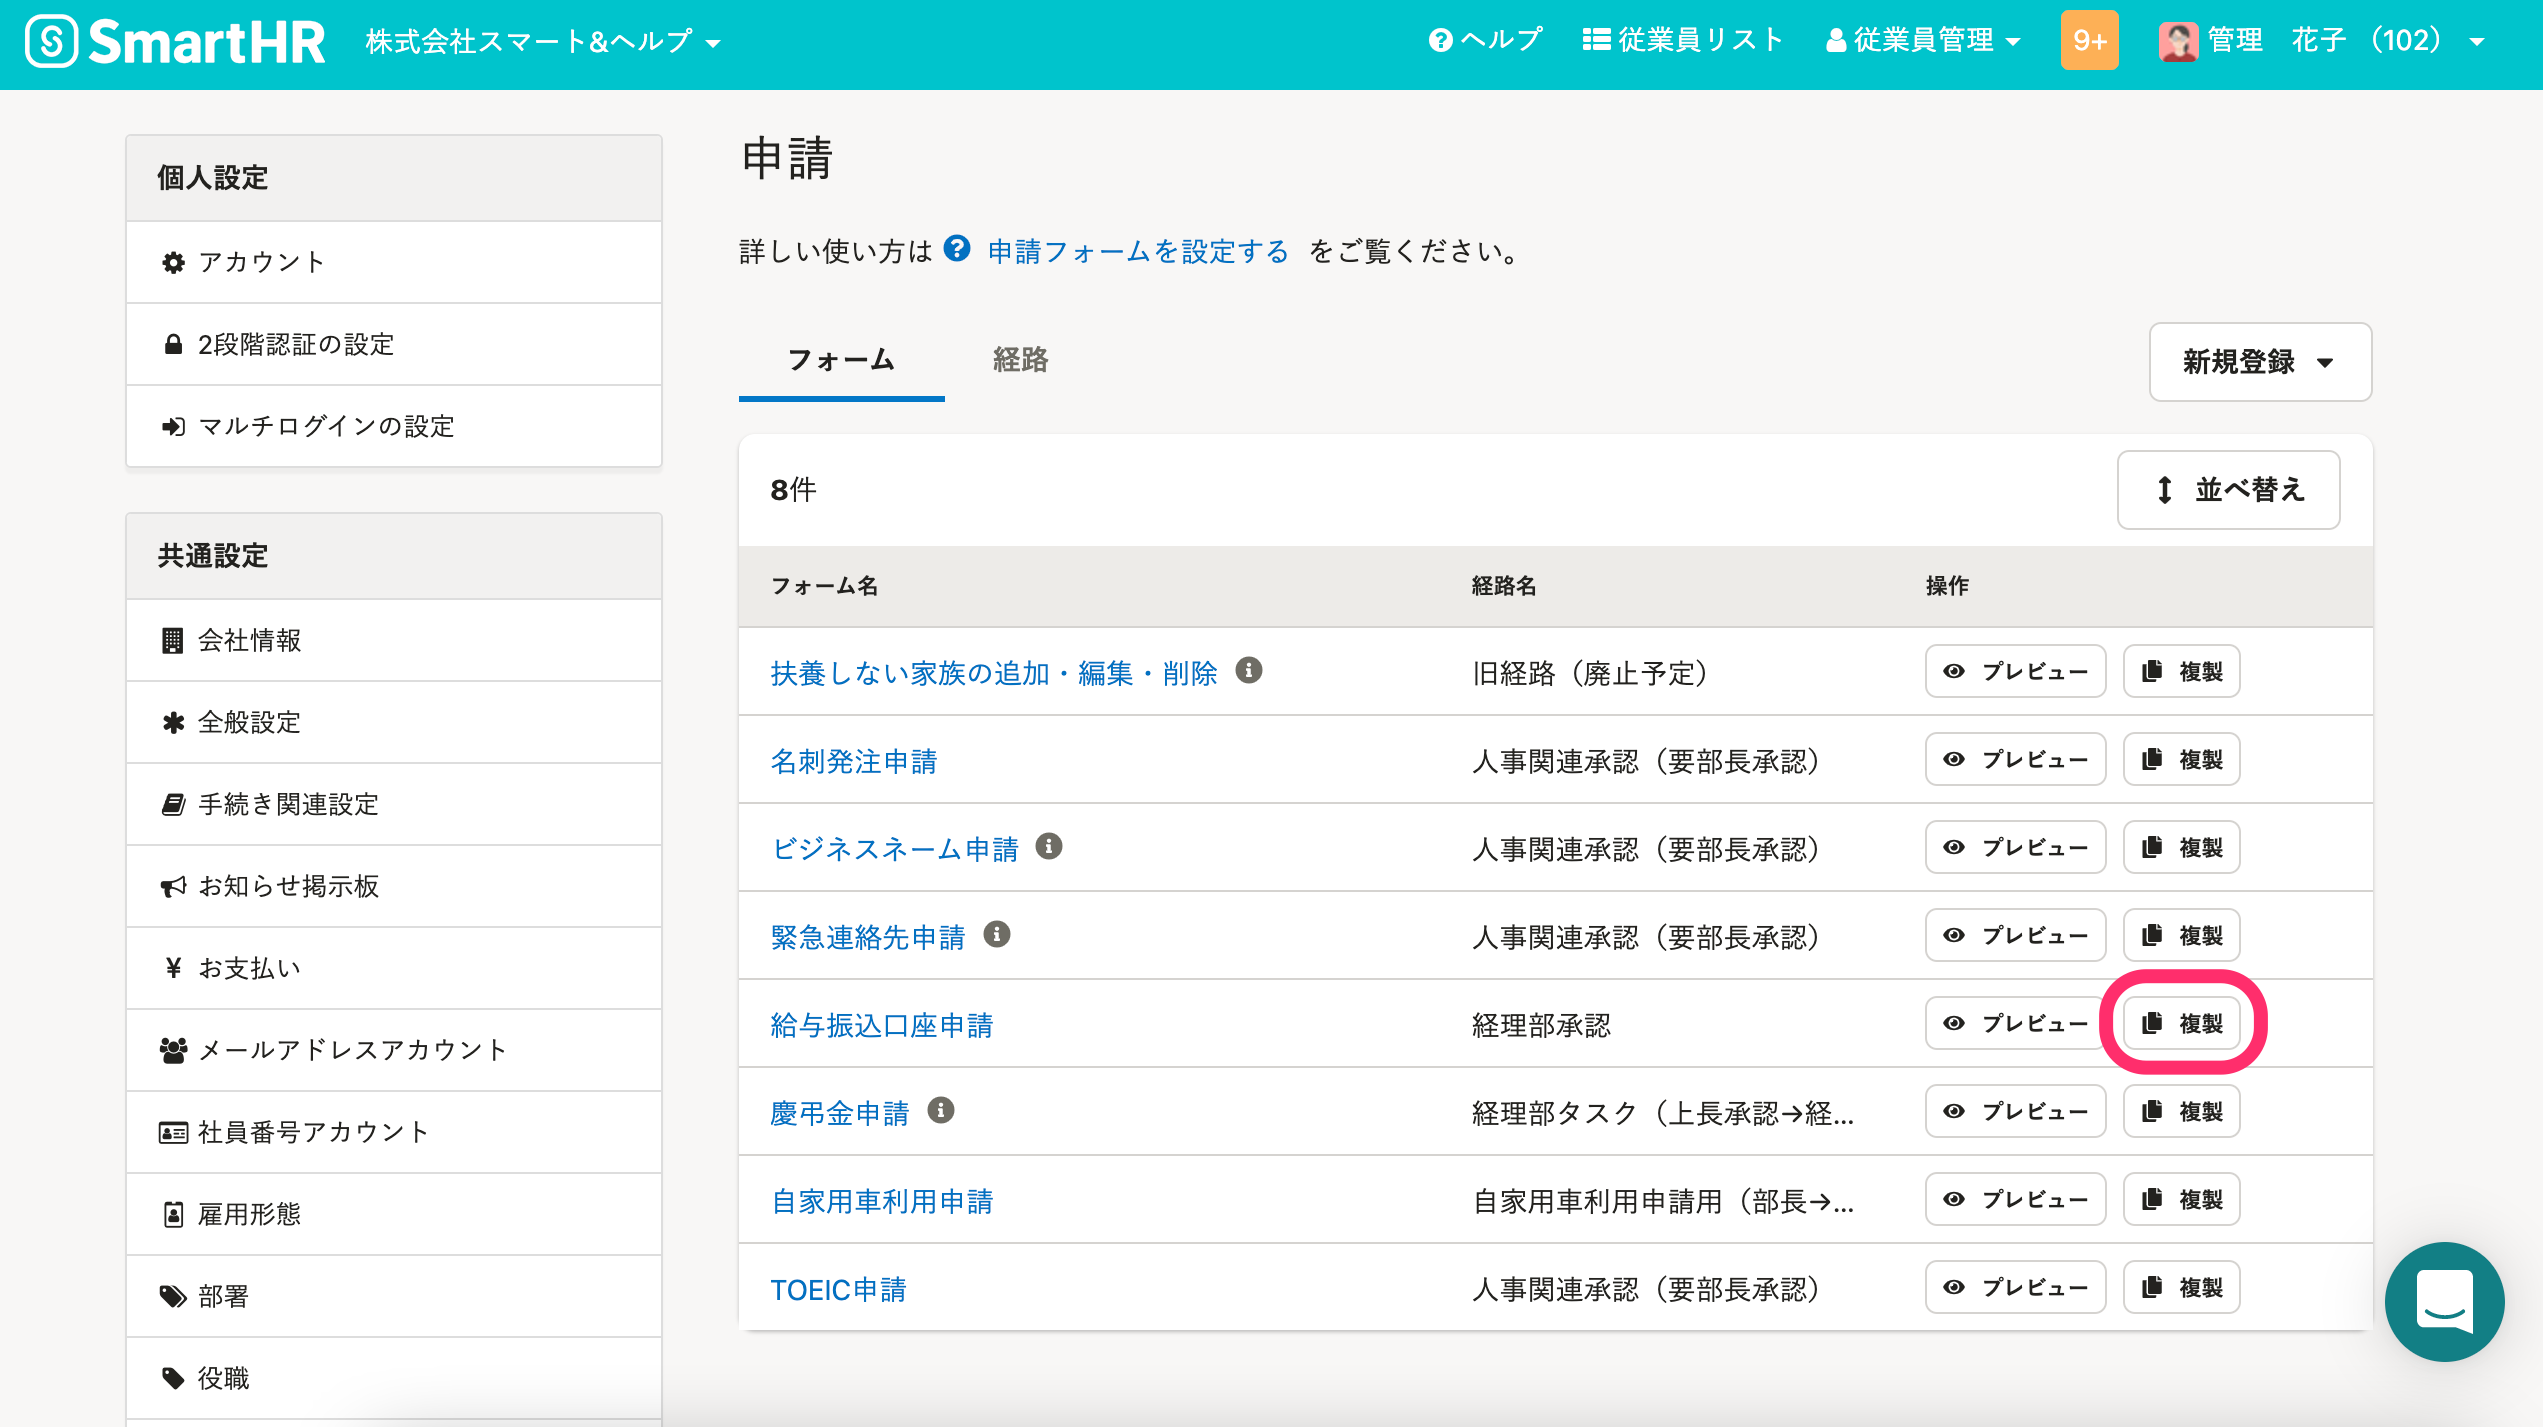 SmartHR 株式会社スマート&ヘルプ ヘルプ 従業員リスト 従業員管理 9+ 管理 花子 （102）
個人設定
アカウント
2段階認証の設定
マルチログインの設定
共通設定
会社情報
全般設定
手続き関連設定
お知らせ掲示板
¥ お支払い
メールアドレスアカウント
社員番号アカウント
雇用形態
部署
役職
申請
詳しい使い方は ? 申請フォームを設定する をご覧ください。
フォーム 経路 新規登録
8件 並べ替え
フォーム名 経路名 操作
扶養しない家族の追加・編集・削除 旧経路（廃止予定） プレビュー 複製
名刺発注申請 人事関連承認（要部長承認） プレビュー 複製
ビジネスネーム申請 人事関連承認（要部長承認） プレビュー 複製
緊急連絡先申請 人事関連承認（要部長承認） プレビュー 複製
給与振込口座申請 経理部承認 プレビュー 複製
慶弔金申請 経理部タスク（上長承認→経... プレビュー 複製
自家用車利用申請 自家用車利用申請用（部長→... プレビュー 複製
TOEIC申請 人事関連承認（要部長承認） プレビュー 複製